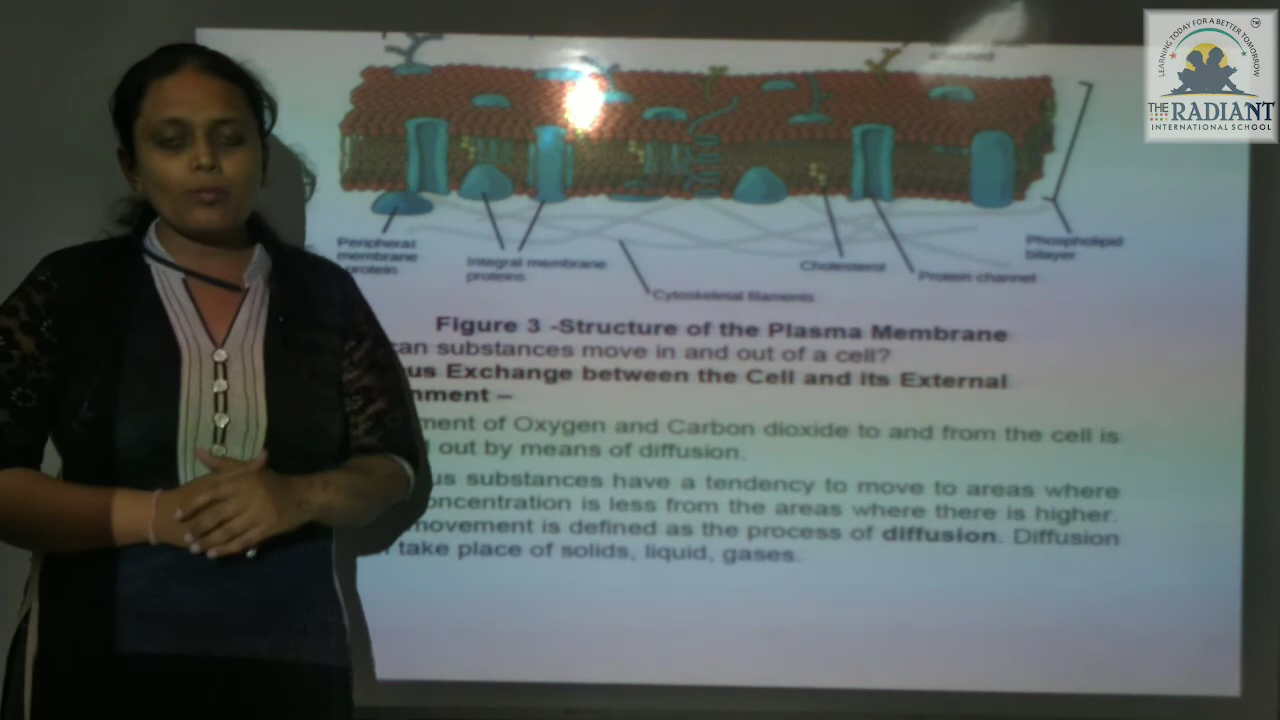 LEARNING TODAY FOR A BETTER TOMORROW
TM
THE RADIANT
INTERNATIONAL SCHOOL
attached
Peripheral
membrane
protein
Integral membrane
proteins
Cytoskeletal filaments
Cholesterol
Protein channel
Phospholipid
bilayer
Figure 3 -Structure of the Plasma Membrane
can substances move in and out of a cell?
us Exchange between the Cell and its External
nment –
ment of Oxygen and Carbon dioxide to and from the cell is
out by means of diffusion.
us substances have a tendency to move to areas where
oncentration is less from the areas where there is higher.
movement is defined as the process of diffusion. Diffusion
take place of solids, liquid, gases.